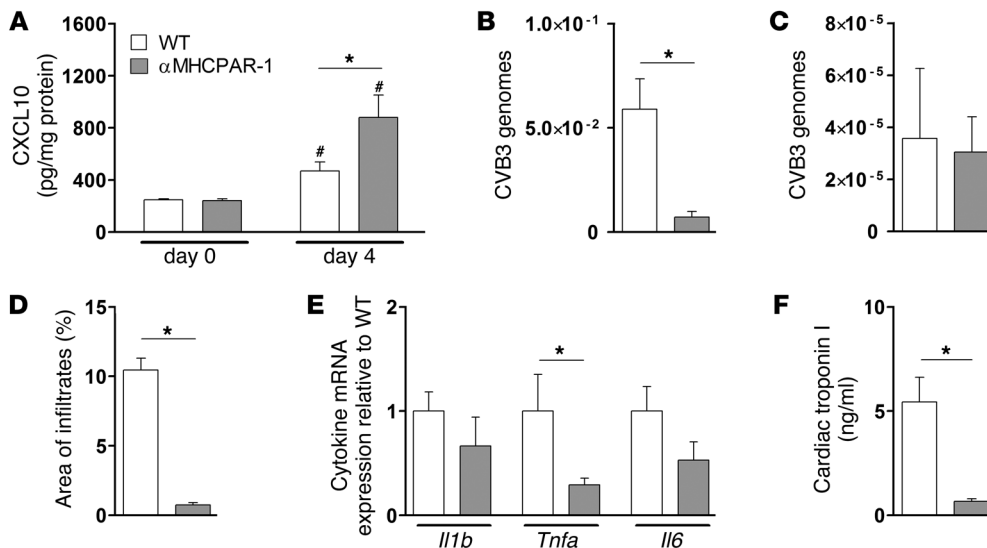 A
CXCL10
(pg/mg protein)
1600
1200
800
400
0
WT
αMHCPAR-1
#
*
#
day 0
day 4
B
CVB3 genomes
1.0×10⁻¹
5.0×10⁻²
0
*
C
CVB3 genomes
8×10⁻⁵
6×10⁻⁵
4×10⁻⁵
2×10⁻⁵
0
D
Area of infiltrates (%)
15
10
5
0
*
E
Cytokine mRNA
expression relative to WT
2
1
0
*
Il1b
Tnfa
Il6
F
Cardiac troponin I
(ng/ml)
10
5
0
*